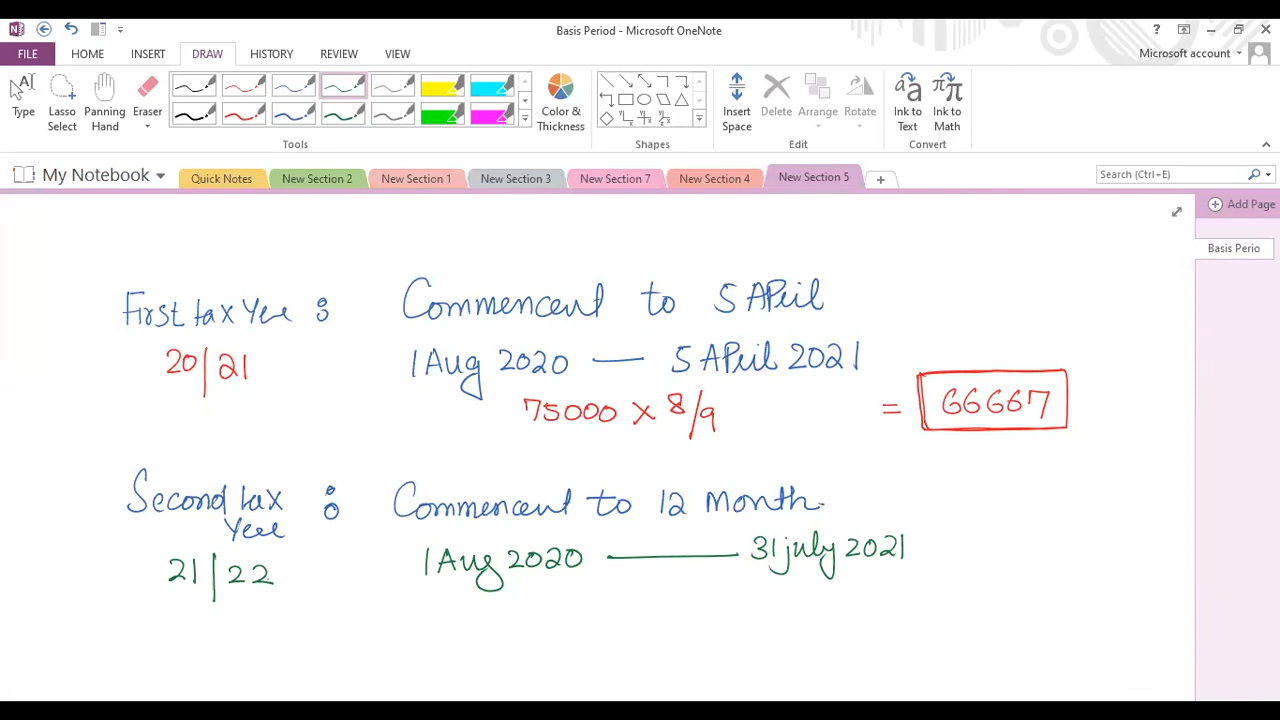 Basis Period - Microsoft OneNote
?
FILE HOME INSERT DRAW HISTORY REVIEW VIEW
Microsoft account
Type
Lasso Select
Panning Hand
Eraser
Color & Thickness
Insert Space
Delete
Arrange
Rotate
Ink to Text
Ink to Math
Tools Shapes Edit Convert
My Notebook Quick Notes New Section 2 New Section 1 New Section 3 New Section 7 New Section 4 New Section 5
Search (Ctrl+E)
Add Page
Basis Perio
First tax Yeer : Commencent to 5 APril
20|21 1 Aug 2020 — 5 APril 2021
75000 x 8/9 = 66667
Second tax Yeer : Commencent to 12 Month
21|22 1 Aug 2020 — 31 july 2021